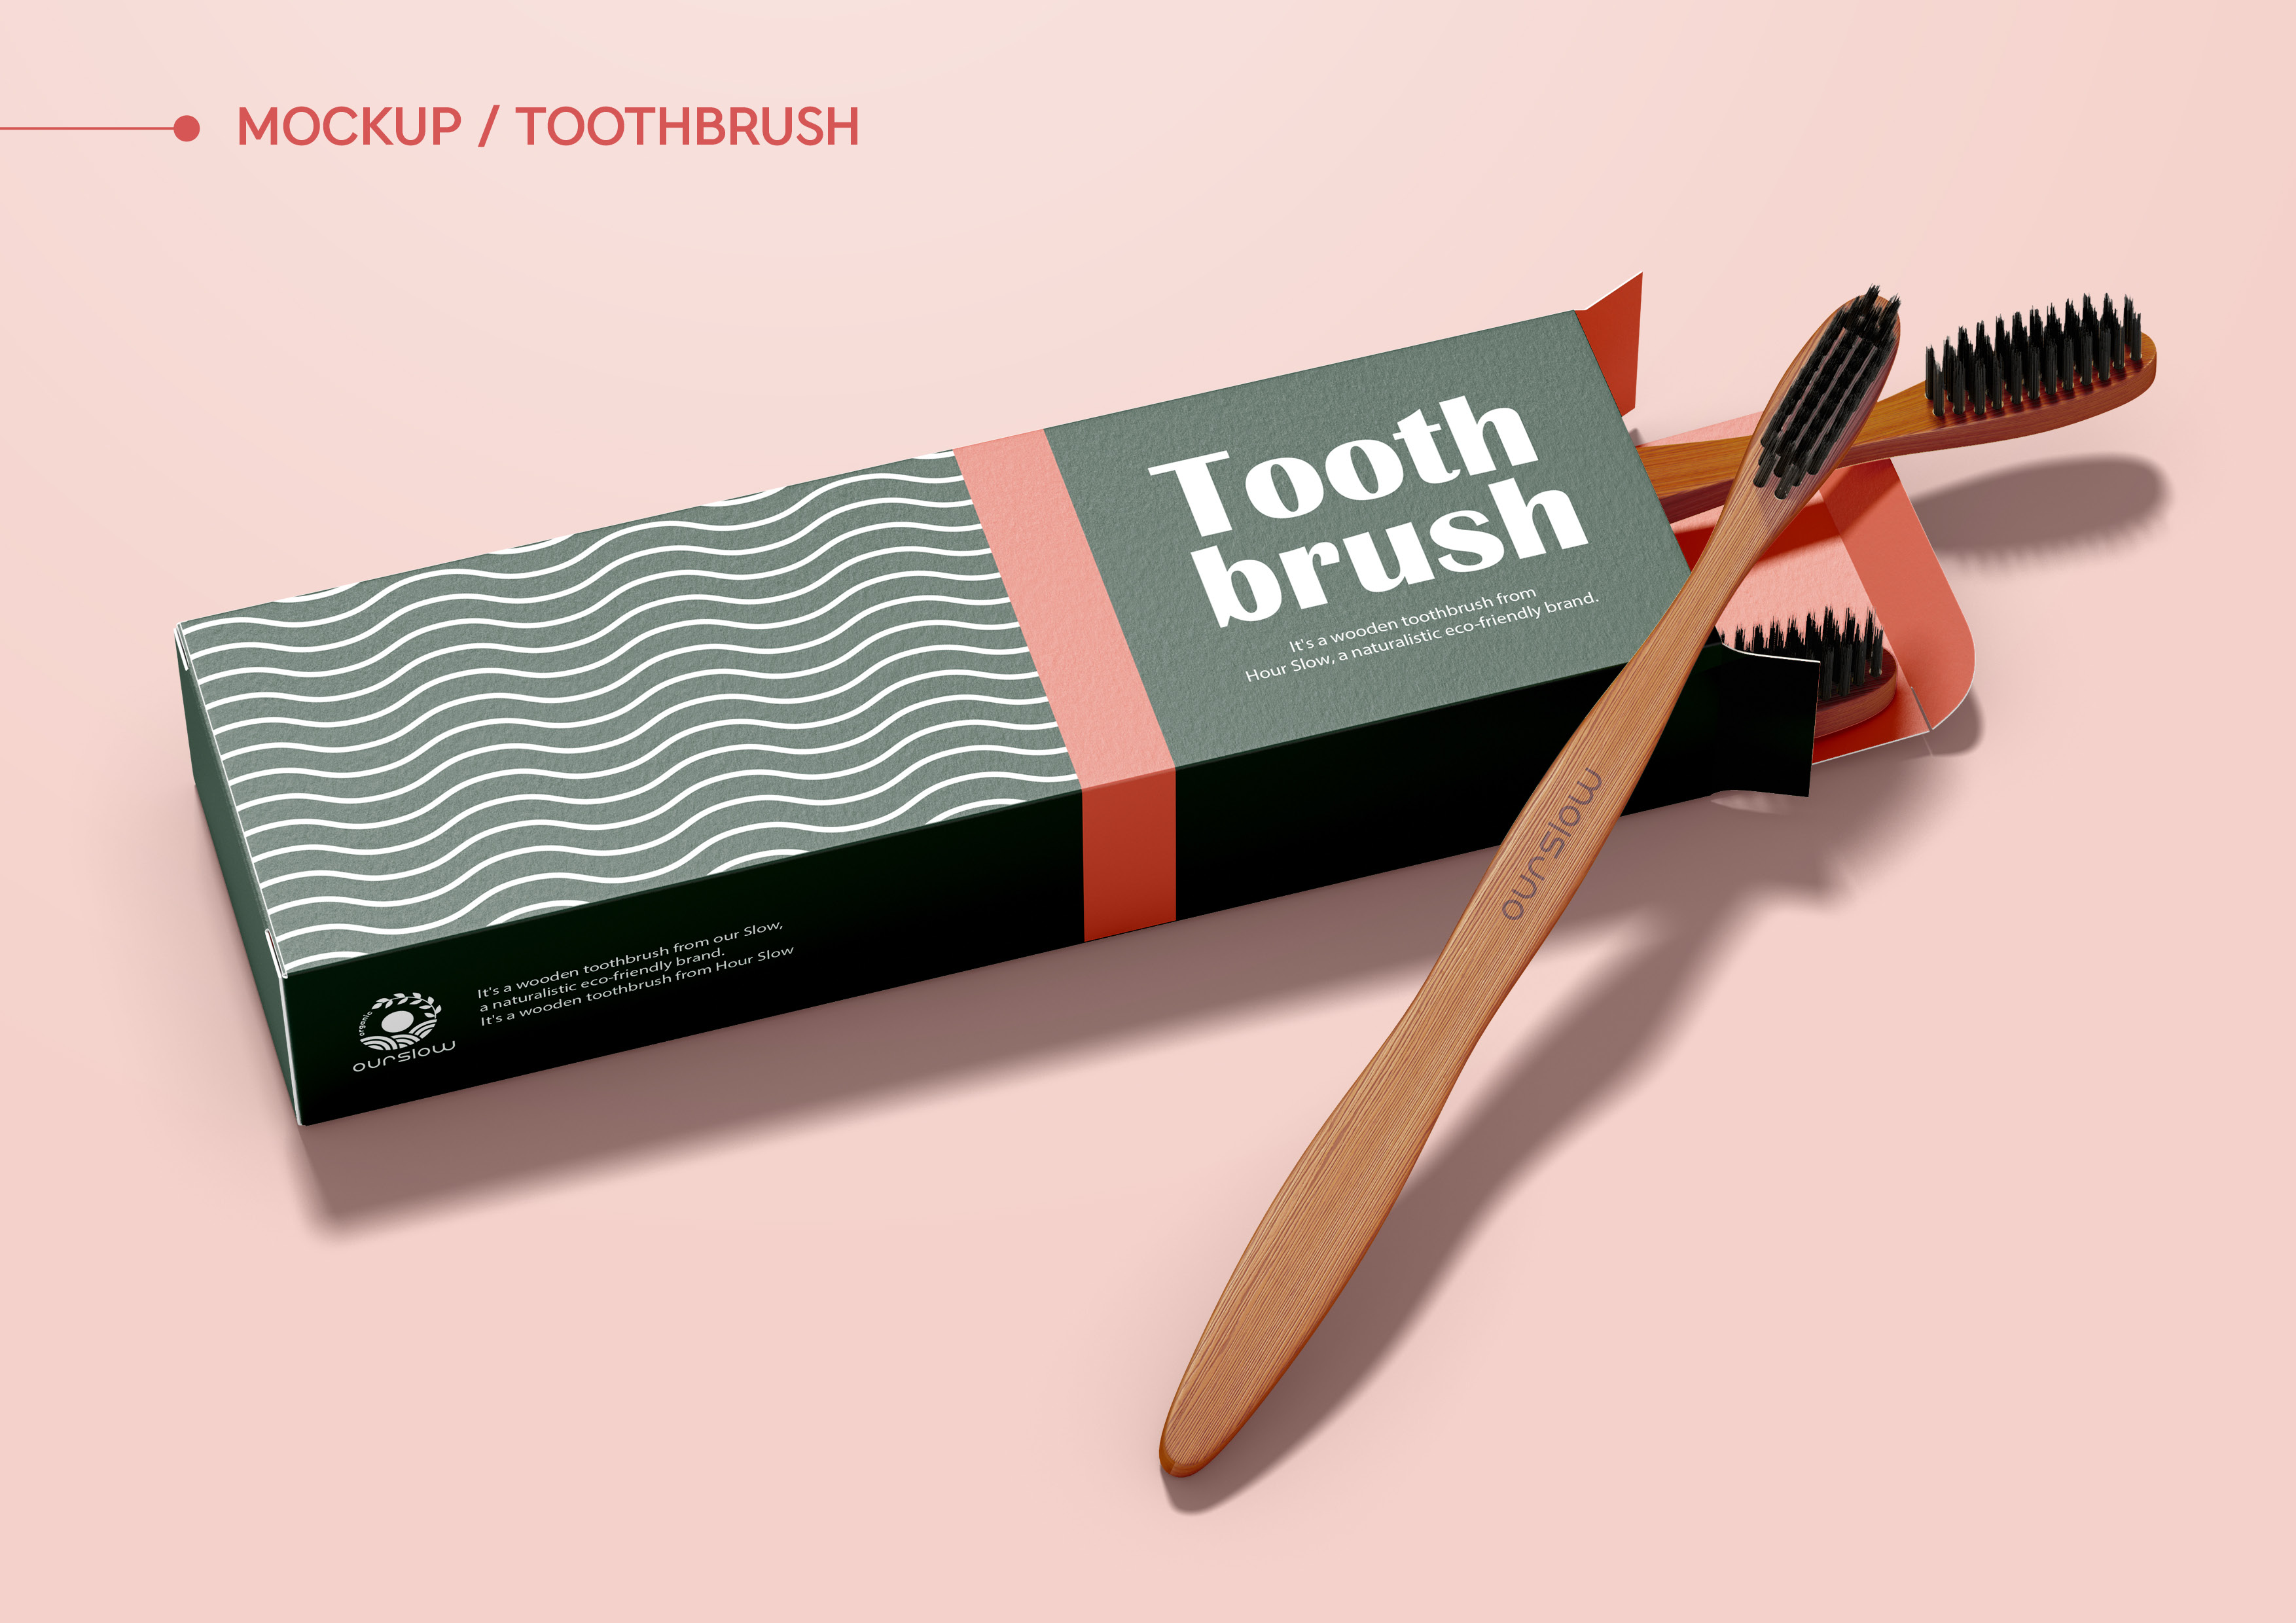 MOCKUP / TOOTHBRUSH
Tooth
brush
It's a wooden toothbrush from
Hour Slow, a naturalistic eco-friendly brand.
ourslow
It's a wooden toothbrush from our Slow,
a naturalistic eco-friendly brand.
It's a wooden toothbrush from Hour Slow
organic
ourslow